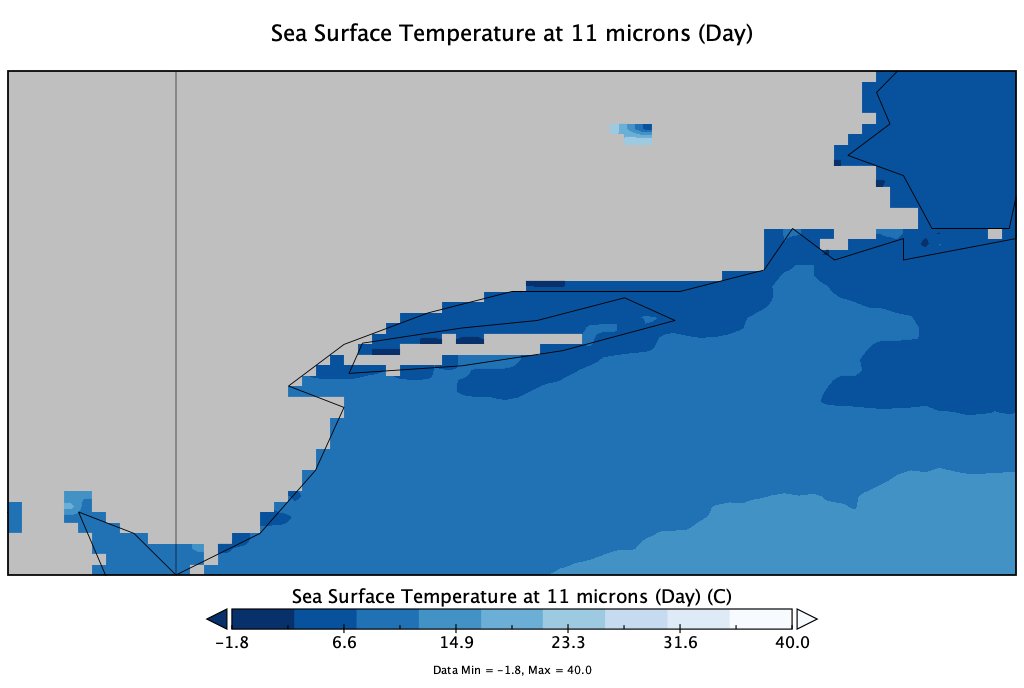 Sea Surface Temperature at 11 microns (Day)
Sea Surface Temperature at 11 microns (Day) (C)
−1.8 6.6 14.9 23.3 31.6 40.0
Data Min = −1.8, Max = 40.0